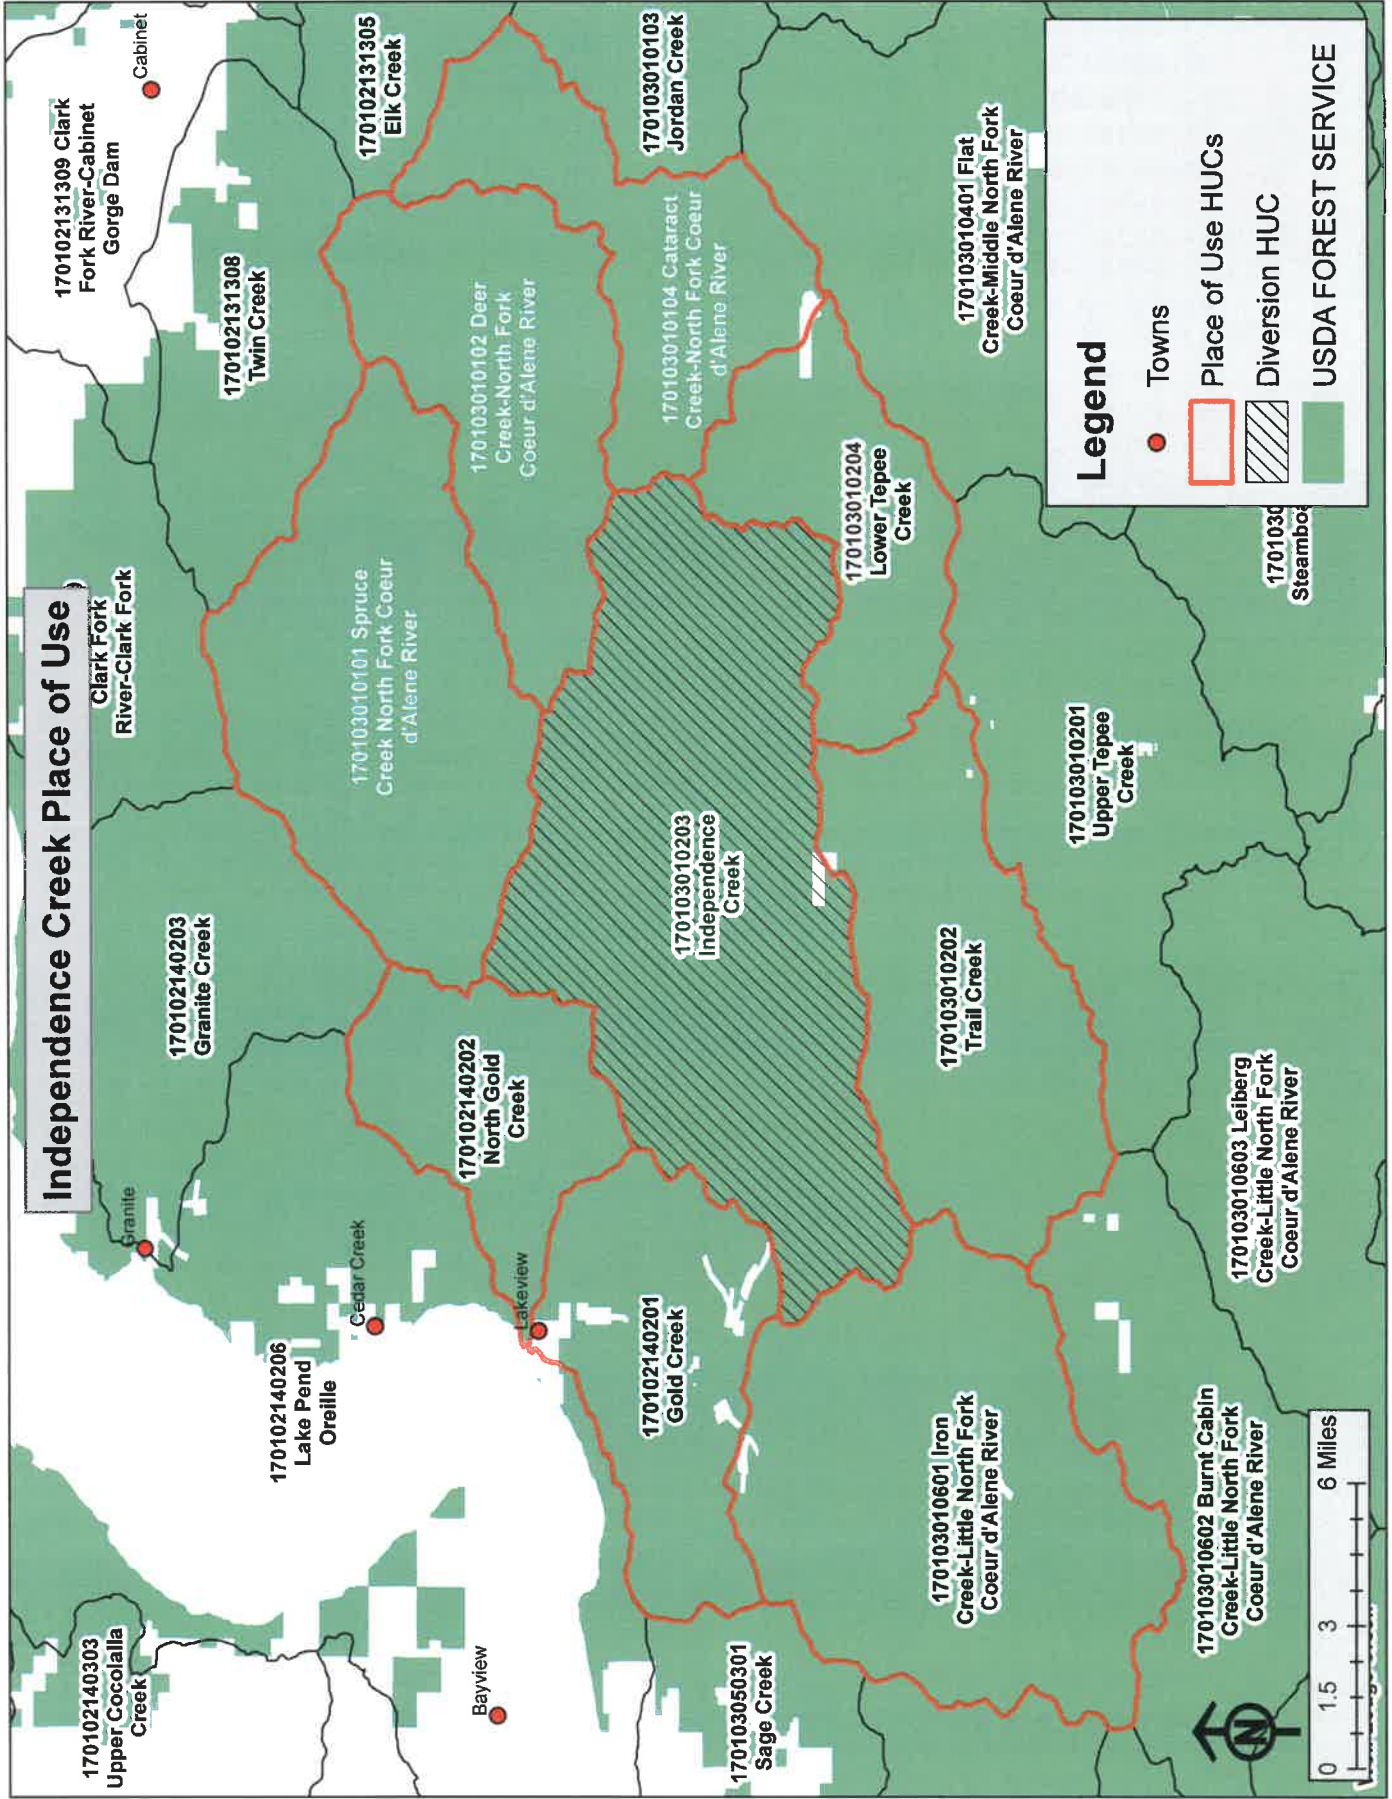 Independence Creek Place of Use
170102140303
Upper Cocolalla
Creek
Bayview
170102140206
Lake Pend
Oreille
Granite
Cedar Creek
Lakeview
170102140203
Granite Creek
Clark Fork
River-Clark Fork
170102131308
Twin Creek
170102131309 Clark
Fork River-Cabinet
Gorge Dam
Cabinet
170102131305
Elk Creek
170102140202
North Gold
Creek
170103010101 Spruce
Creek North Fork Coeur
d'Alene River
170103010102 Deer
Creek-North Fork
Coeur d'Alene River
170103010103
Jordan Creek
170103010104 Cataract
Creek-North Fork Coeur
d'Alene River
170102140201
Gold Creek
170103010203
Independence
Creek
170103010204
Lower Tepee
Creek
170103050301
Sage Creek
170103010601 Iron
Creek-Little North Fork
Coeur d'Alene River
170103010202
Trail Creek
170103010201
Upper Tepee
Creek
170103010401 Flat
Creek-Middle North Fork
Coeur d'Alene River
170103010602 Burnt Cabin
Creek-Little North Fork
Coeur d'Alene River
170103010603 Leiberg
Creek-Little North Fork
Coeur d'Alene River
1701030
Steamboa
N
0 1.5 3 6 Miles
Legend
Towns
Place of Use HUCs
Diversion HUC
USDA FOREST SERVICE